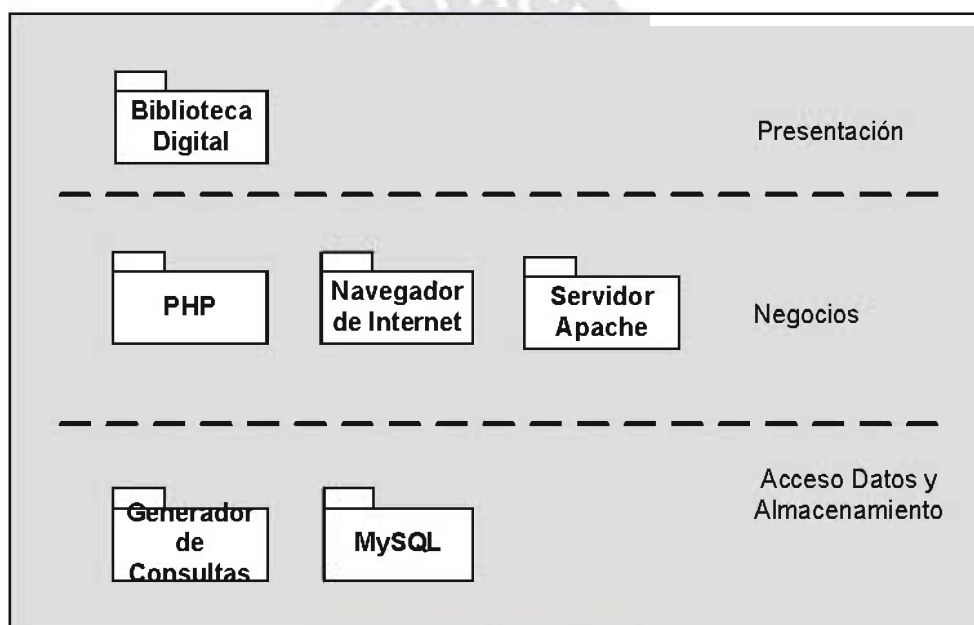 Biblioteca
Digital
Presentación
PHP
Navegador
de Internet
Servidor
Apache
Negocios
Generador
de
Consultas
MySQL
Acceso Datos y
Almacenamiento